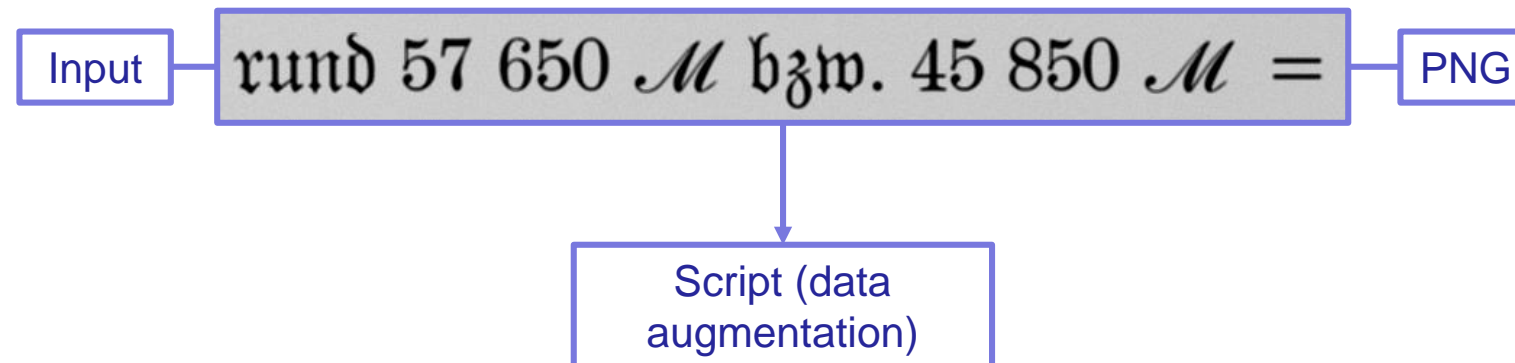 Input
rund 57 650 ℳ bzw. 45 850 ℳ =
PNG
Script (data
augmentation)